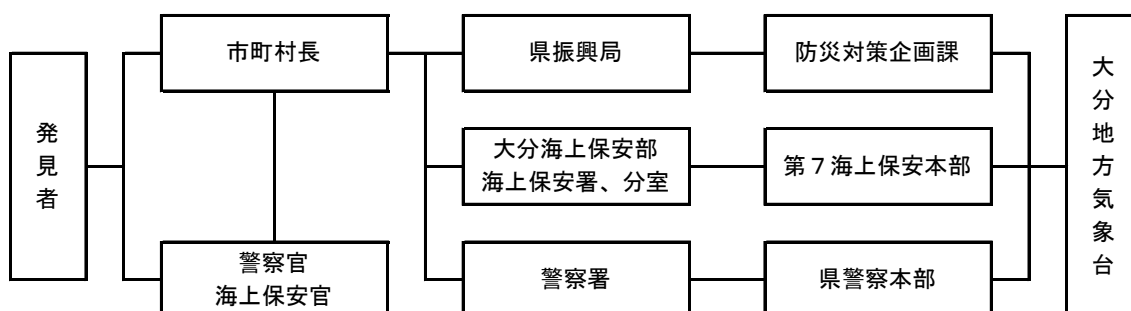 発見者
市町村長
警察官
海上保安官
県振興局
大分海上保安部
海上保安署、分室
警察署
防災対策企画課
第7海上保安本部
県警察本部
大分地方気象台